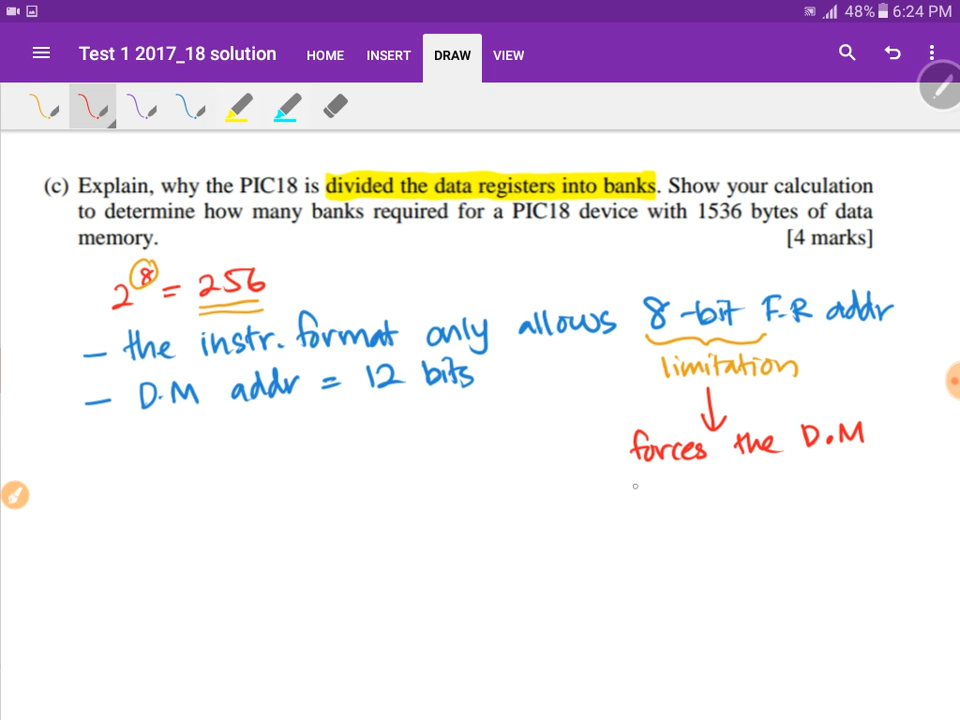 48% 6:24 PM
Test 1 2017_18 solution HOME INSERT DRAW VIEW
(c) Explain, why the PIC18 is divided the data registers into banks. Show your calculation
to determine how many banks required for a PIC18 device with 1536 bytes of data
memory. [4 marks]
2^8 = 256
– the instr. format only allows 8-bit F.R addr
limitation
– D.M addr = 12 bits
forces the D.M